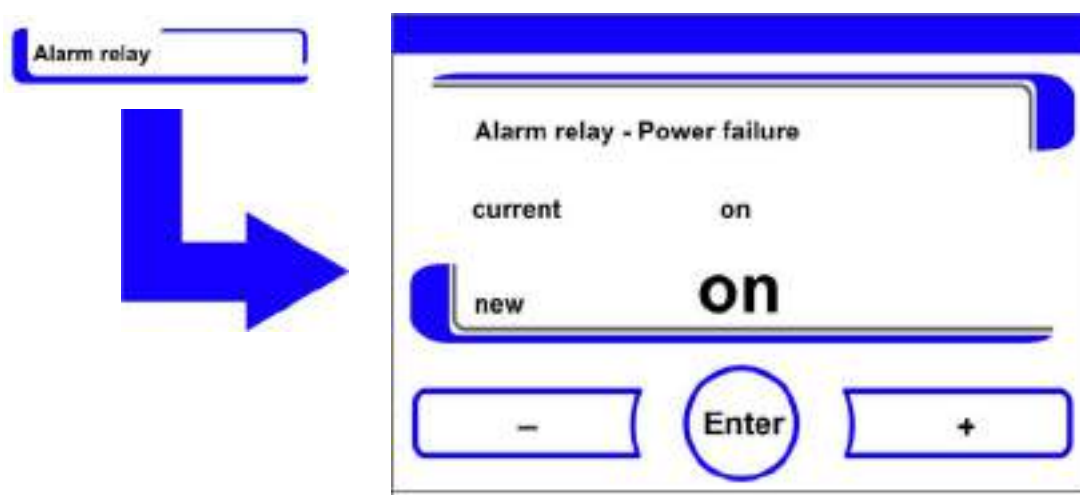 Alarm relay
Alarm relay - Power failure
current on
new on
– Enter +